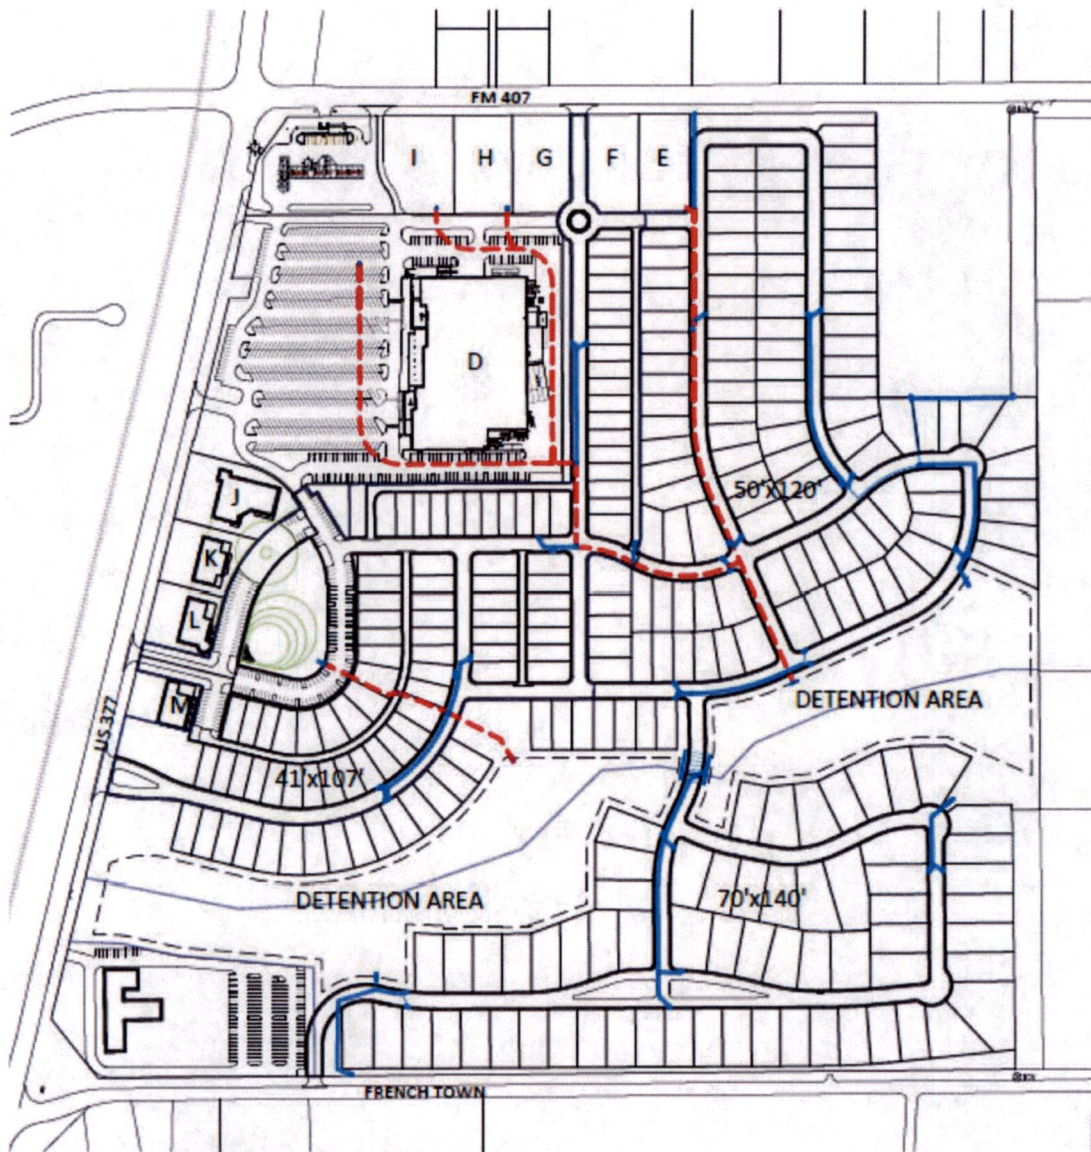 FM 407
I
H
G
F
E
D
50'x120'
J
K
L
M
US 377
DETENTION AREA
41'x107'
DETENTION AREA
70'x140'
FRENCH TOWN